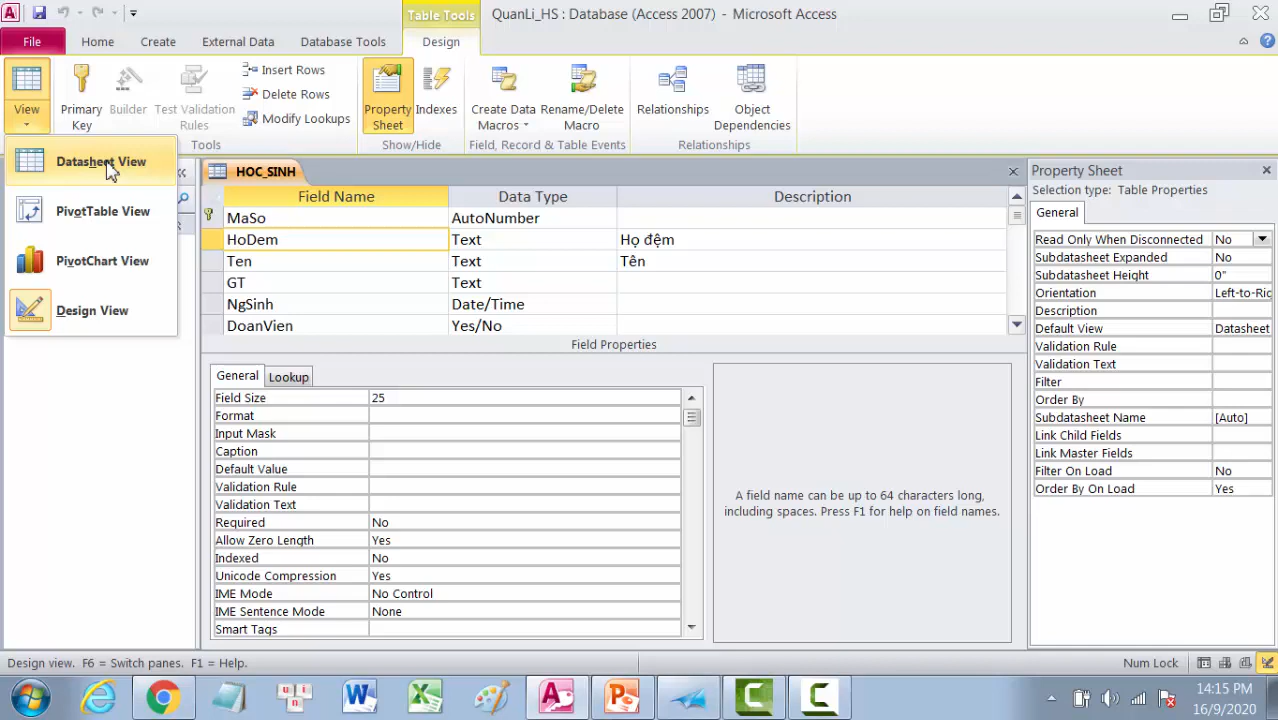 Table Tools
QuanLi_HS : Database (Access 2007) - Microsoft Access
File
Home
Create
External Data
Database Tools
Design
View
Primary Key
Builder
Test Validation Rules
Insert Rows
Delete Rows
Modify Lookups
Property Sheet
Indexes
Create Data Macros
Rename/Delete Macro
Relationships
Object Dependencies
Tools
Show/Hide
Field, Record & Table Events
Relationships
Datasheet View
PivotTable View
PivotChart View
Design View
HOC_SINH
Field Name Data Type Description
MaSo AutoNumber
HoDem Text Họ đệm
Ten Text Tên
GT Text
NgSinh Date/Time
DoanVien Yes/No
Field Properties
General Lookup
Field Size 25
Format
Input Mask
Caption
Default Value
Validation Rule
Validation Text
Required No
Allow Zero Length Yes
Indexed No
Unicode Compression Yes
IME Mode No Control
IME Sentence Mode None
Smart Tags
A field name can be up to 64 characters long,
including spaces. Press F1 for help on field names.
Property Sheet
Selection type: Table Properties
General
Read Only When Disconnected No
Subdatasheet Expanded No
Subdatasheet Height 0"
Orientation Left-to-Ric
Description
Default View Datasheet
Validation Rule
Validation Text
Filter
Order By
Subdatasheet Name [Auto]
Link Child Fields
Link Master Fields
Filter On Load No
Order By On Load Yes
Design view. F6 = Switch panes. F1 = Help.
Num Lock
14:15 PM
16/9/2020